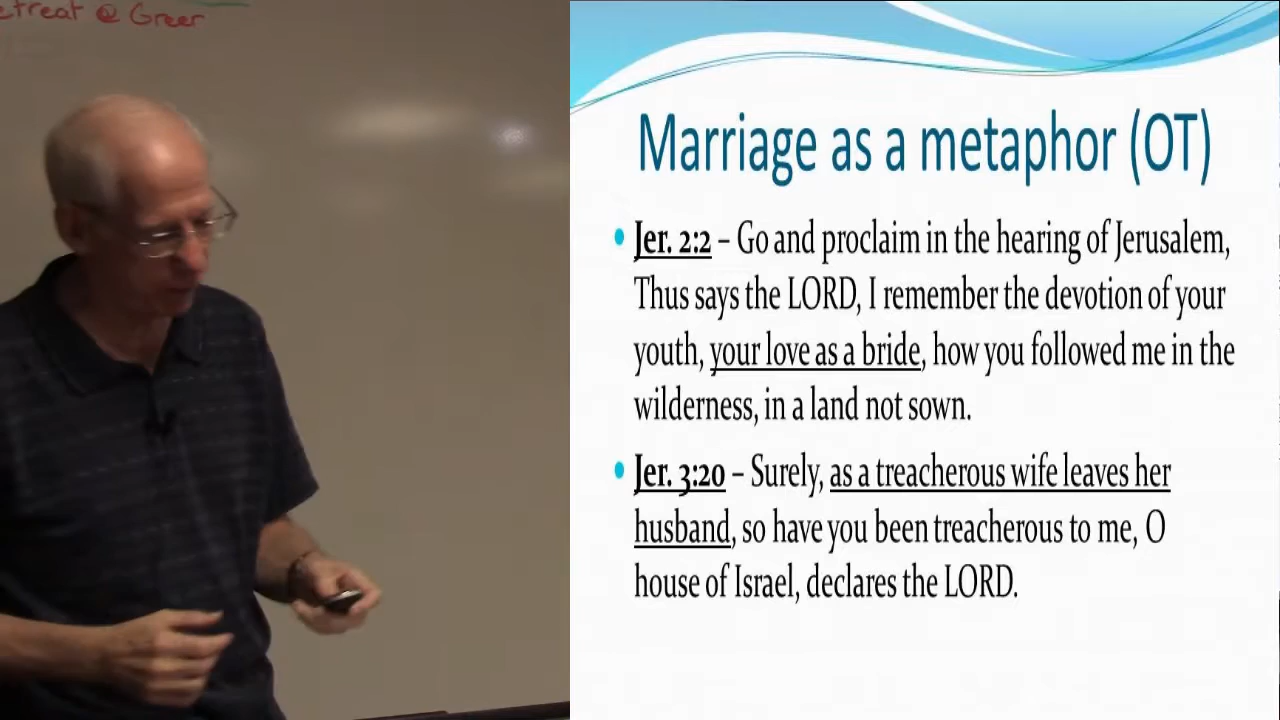 etreat @ Greer
Marriage as a metaphor (OT)
• Jer. 2:2 – Go and proclaim in the hearing of Jerusalem,
Thus says the LORD, I remember the devotion of your
youth, your love as a bride, how you followed me in the
wilderness, in a land not sown.
• Jer. 3:20 – Surely, as a treacherous wife leaves her
husband, so have you been treacherous to me, O
house of Israel, declares the LORD.